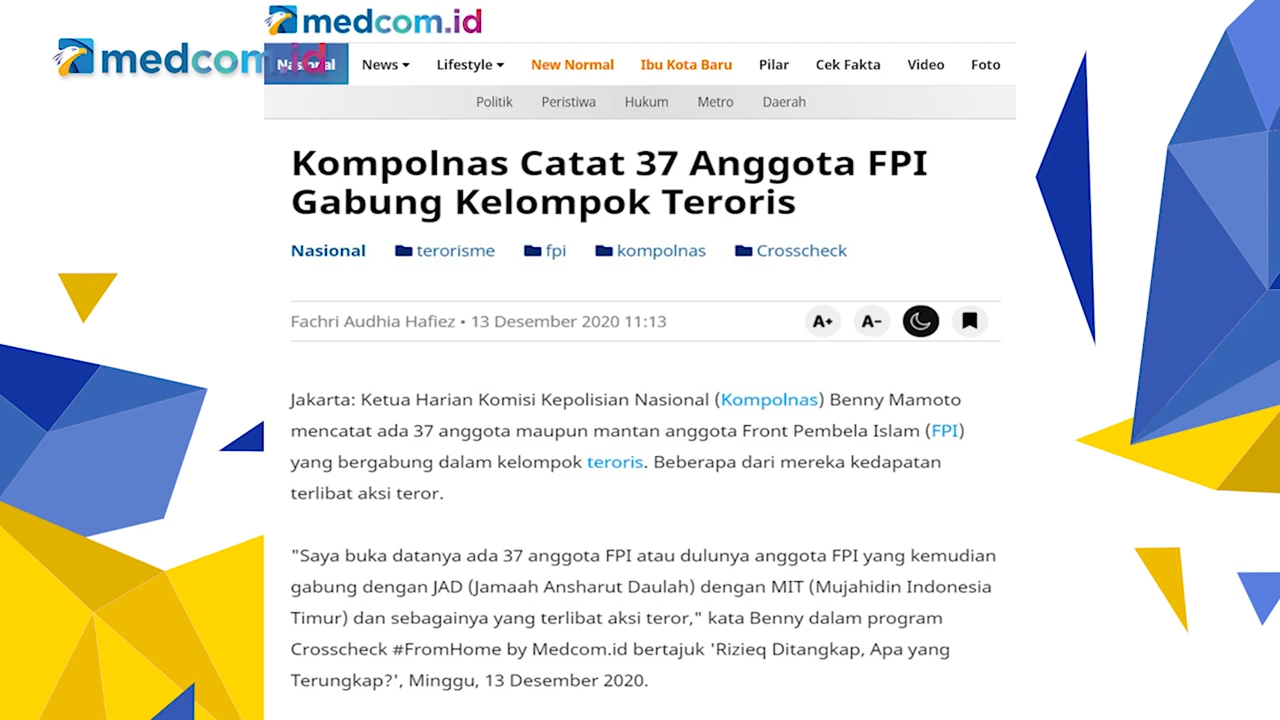 medcom.id
medcom.id
Nasional News Lifestyle New Normal Ibu Kota Baru Pilar Cek Fakta Video Foto
Politik Peristiwa Hukum Metro Daerah
Kompolnas Catat 37 Anggota FPI
Gabung Kelompok Teroris
Nasional terorisme fpi kompolnas Crosscheck
Fachri Audhia Hafiez • 13 Desember 2020 11:13 A+ A-
Jakarta: Ketua Harian Komisi Kepolisian Nasional (Kompolnas) Benny Mamoto
mencatat ada 37 anggota maupun mantan anggota Front Pembela Islam (FPI)
yang bergabung dalam kelompok teroris. Beberapa dari mereka kedapatan
terlibat aksi teror.
"Saya buka datanya ada 37 anggota FPI atau dulunya anggota FPI yang kemudian
gabung dengan JAD (Jamaah Ansharut Daulah) dengan MIT (Mujahidin Indonesia
Timur) dan sebagainya yang terlibat aksi teror," kata Benny dalam program
Crosscheck #FromHome by Medcom.id bertajuk 'Rizieq Ditangkap, Apa yang
Terungkap?', Minggu, 13 Desember 2020.